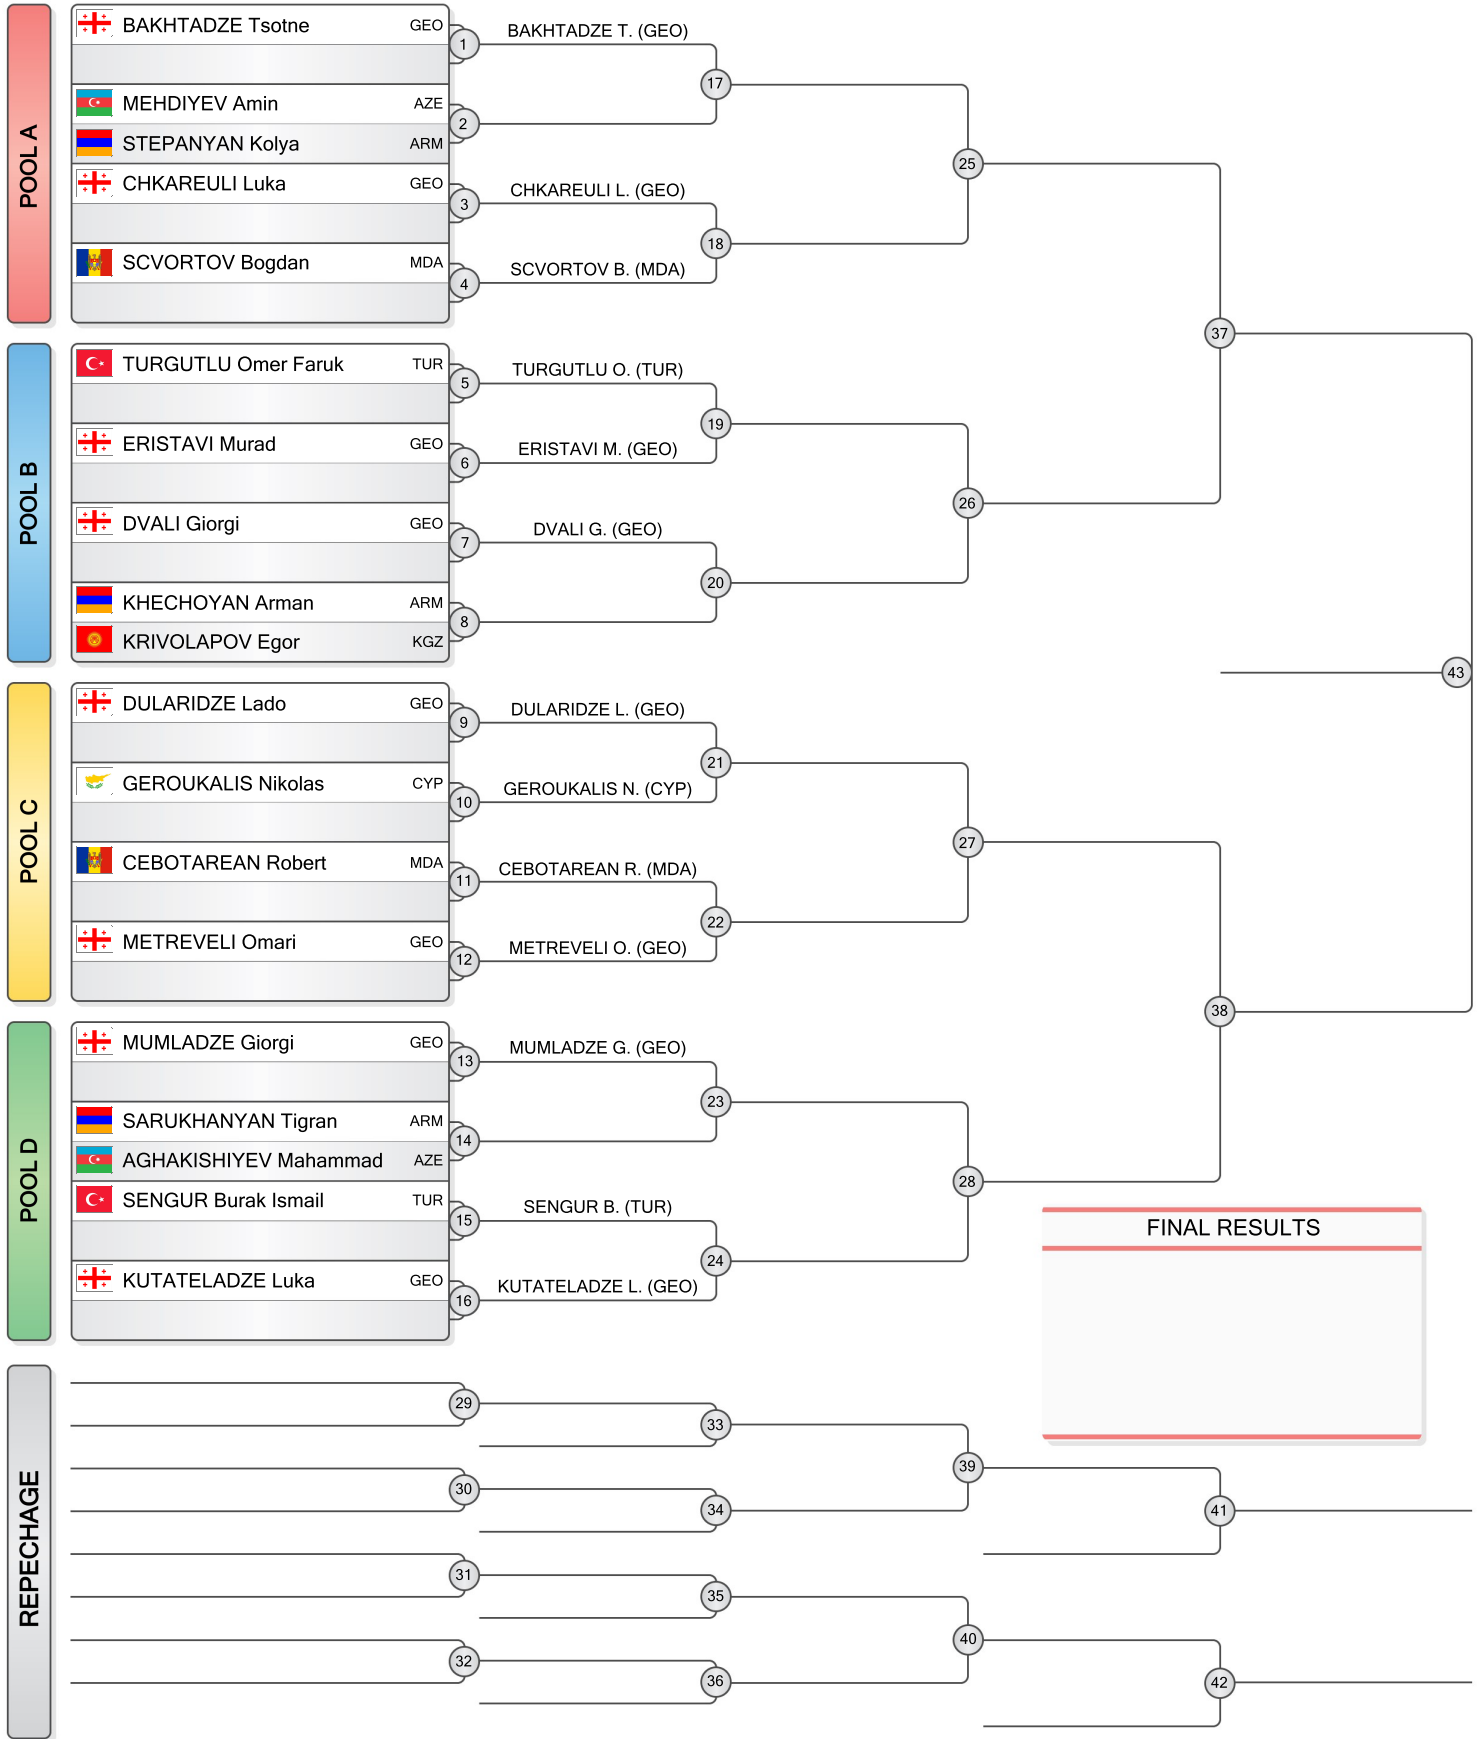 POOL A
BAKHTADZE Tsotne GEO
1
BAKHTADZE T. (GEO)
17
MEHDIYEV Amin AZE
2
STEPANYAN Kolya ARM
25
CHKAREULI Luka GEO
3
CHKAREULI L. (GEO)
18
SCVORTOV Bogdan MDA
4
SCVORTOV B. (MDA)
37
POOL B
TURGUTLU Omer Faruk TUR
5
TURGUTLU O. (TUR)
19
ERISTAVI Murad GEO
6
ERISTAVI M. (GEO)
26
DVALI Giorgi GEO
7
DVALI G. (GEO)
20
KHECHOYAN Arman ARM
8
KRIVOLAPOV Egor KGZ
43
POOL C
DULARIDZE Lado GEO
9
DULARIDZE L. (GEO)
21
GEROUKALIS Nikolas CYP
10
GEROUKALIS N. (CYP)
27
CEBOTAREAN Robert MDA
11
CEBOTAREAN R. (MDA)
22
METREVELI Omari GEO
12
METREVELI O. (GEO)
38
POOL D
MUMLADZE Giorgi GEO
13
MUMLADZE G. (GEO)
23
SARUKHANYAN Tigran ARM
14
AGHAKISHIYEV Mahammad AZE
28
SENGUR Burak Ismail TUR
15
SENGUR B. (TUR)
24
KUTATELADZE Luka GEO
16
KUTATELADZE L. (GEO)
FINAL RESULTS
REPECHAGE
29
33
30
34
39
41
31
35
32
36
40
42